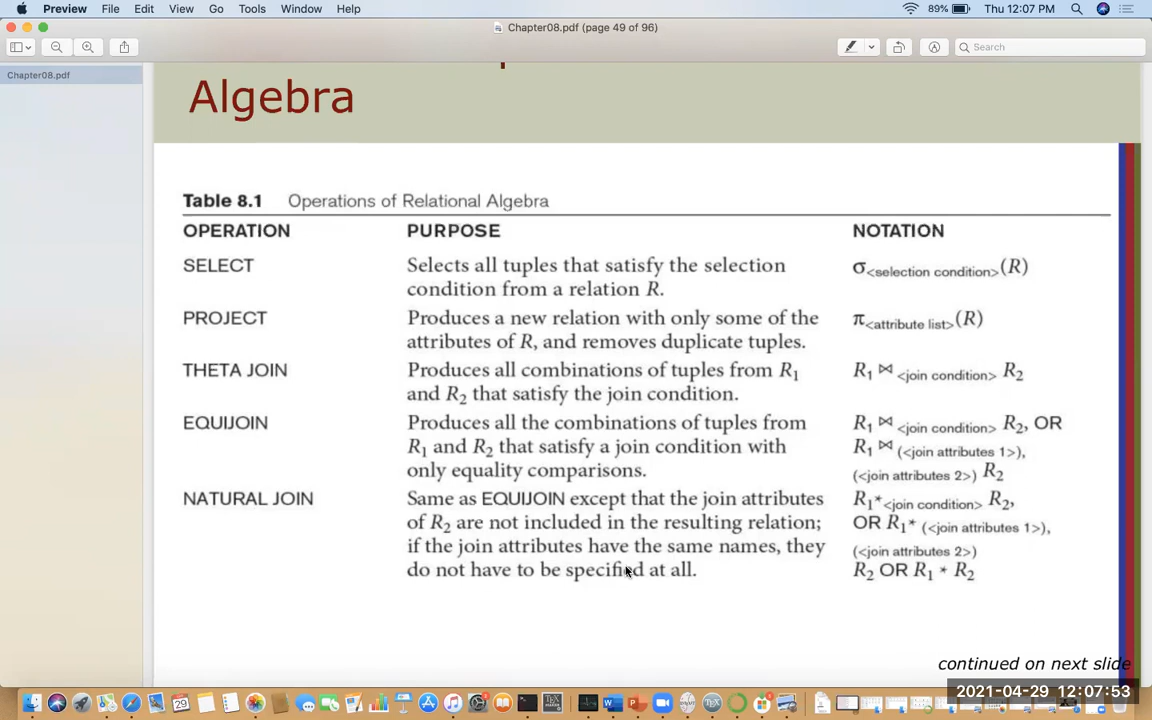 Preview File Edit View Go Tools Window Help 89% Thu 12:07 PM
Chapter08.pdf (page 49 of 96)
Search
Chapter08.pdf
Algebra
Table 8.1 Operations of Relational Algebra
OPERATION PURPOSE NOTATION
SELECT Selects all tuples that satisfy the selection σ<selection condition>(R)
condition from a relation R.
PROJECT Produces a new relation with only some of the π<attribute list>(R)
attributes of R, and removes duplicate tuples.
THETA JOIN Produces all combinations of tuples from R1 R1 ⋈ <join condition> R2
and R2 that satisfy the join condition.
EQUIJOIN Produces all the combinations of tuples from R1 ⋈ <join condition> R2, OR
R1 and R2 that satisfy a join condition with R1 ⋈ (<join attributes 1>),
only equality comparisons. (<join attributes 2>) R2
NATURAL JOIN Same as EQUIJOIN except that the join attributes R1* <join condition> R2,
of R2 are not included in the resulting relation; OR R1* (<join attributes 1>),
if the join attributes have the same names, they (<join attributes 2>)
do not have to be specified at all. R2 OR R1 * R2
continued on next slide
2021-04-29 12:07:53